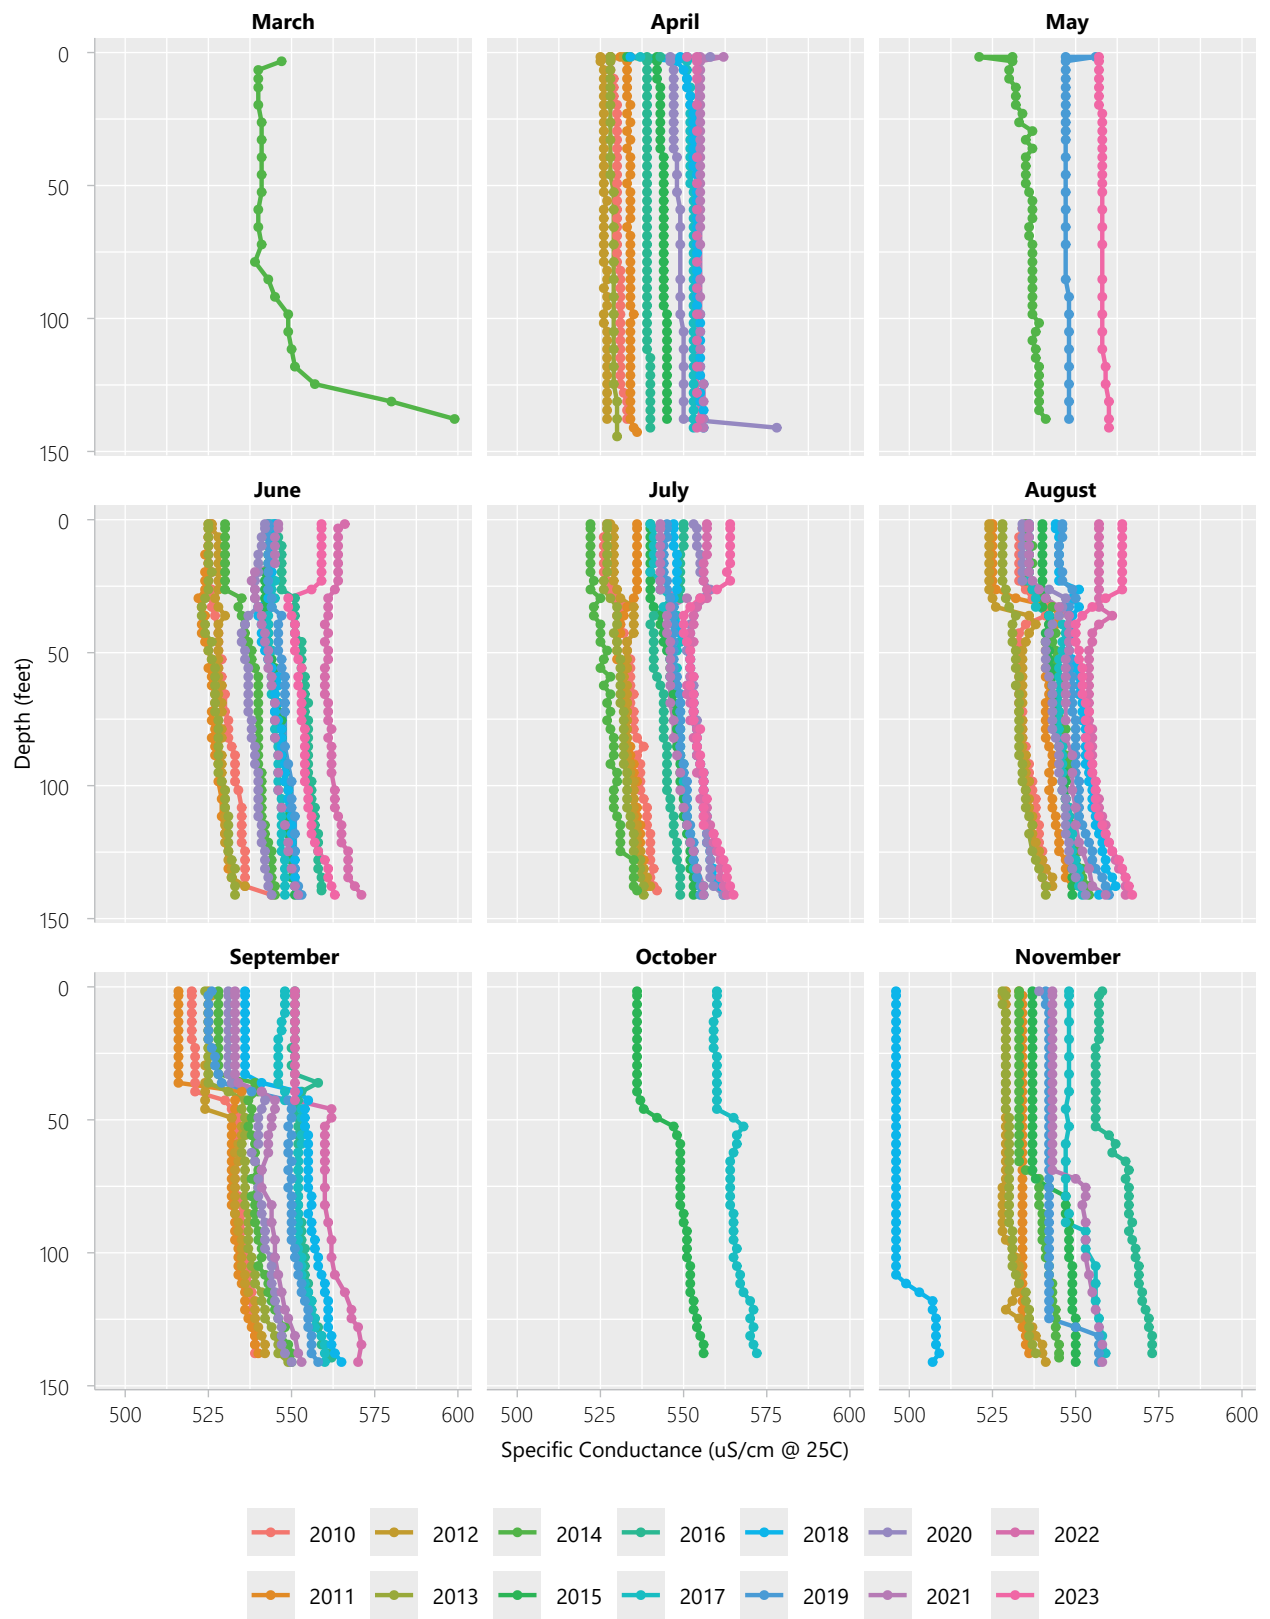 March April May
0
50
100
150
June July August
0
50
100
150
September October November
0
50
100
150
500 525 550 575 600 500 525 550 575 600 500 525 550 575 600
Depth (feet)
Specific Conductance (uS/cm @ 25C)
2010 2012 2014 2016 2018 2020 2022
2011 2013 2015 2017 2019 2021 2023